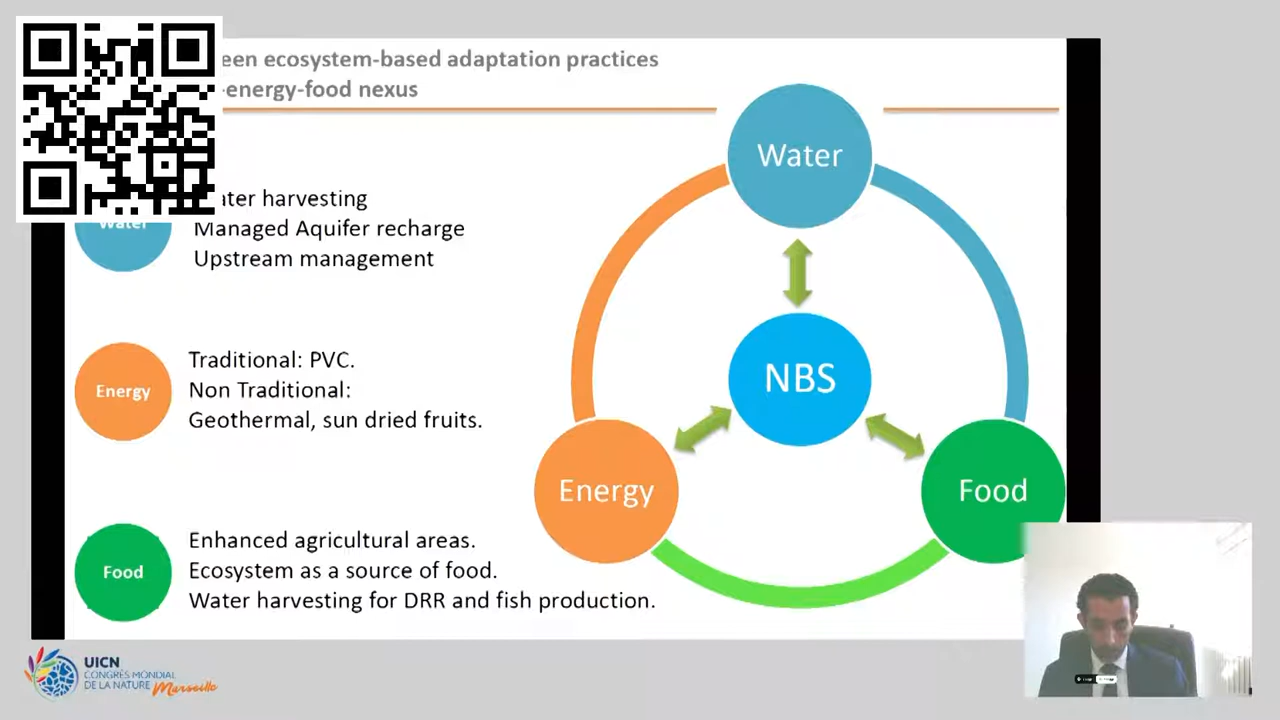 een ecosystem-based adaptation practices
-energy-food nexus
Water
ater harvesting
Managed Aquifer recharge
Upstream management
Water
NBS
Energy
Traditional: PVC.
Non Traditional:
Geothermal, sun dried fruits.
Energy
Food
Food
Enhanced agricultural areas.
Ecosystem as a source of food.
Water harvesting for DRR and fish production.
UICN
CONGRÈS MONDIAL
DE LA NATURE
Marseille